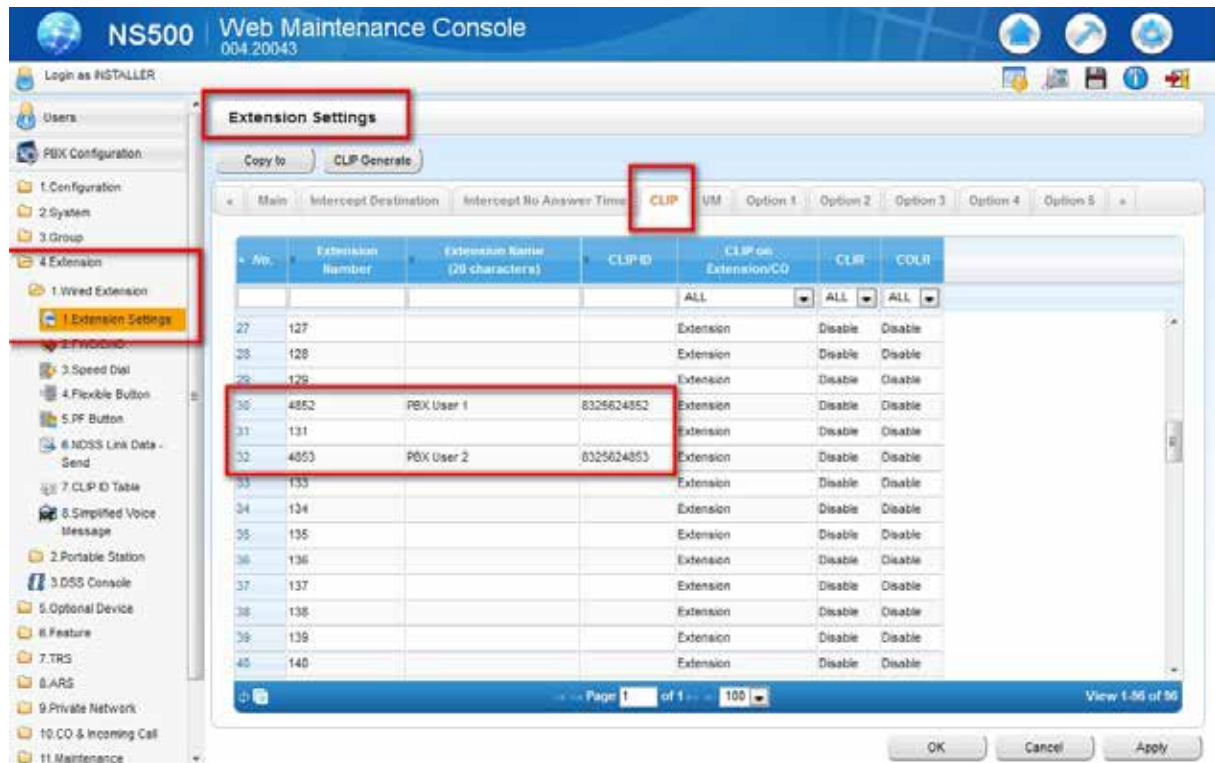 NS500
Web Maintenance Console
004.20043
Login as INSTALLER
Users
PBX Configuration
1.Configuration
2.System
3.Group
4.Extension
1.Wired Extension
1.Extension Settings
3.Speed Dial
4.Flexible Button
5.PF Button
6.NDSS Link Data -
Send
7.CLIP ID Table
8.Simplified Voice
Message
2.Portable Station
3.DSS Console
5.Optional Device
6.Feature
7.TRS
8.ARS
9.Private Network
10.CO & Incoming Call
11.Maintenance
Extension Settings
Copy to CLIP Generate
« Main Intercept Destination Intercept No Answer Time CLIP UM Option 1 Option 2 Option 3 Option 4 Option 5 »
No. Extension Number Extension Name (20 characters) CLIP ID CLIP on Extension/CO CLIR COLR
ALL ALL ALL
27 127 Extension Disable Disable
28 128 Extension Disable Disable
29 129 Extension Disable Disable
30 4852 PBX User 1 8325624852 Extension Disable Disable
31 131 Extension Disable Disable
32 4853 PBX User 2 8325624853 Extension Disable Disable
33 133 Extension Disable Disable
34 134 Extension Disable Disable
35 135 Extension Disable Disable
36 136 Extension Disable Disable
37 137 Extension Disable Disable
38 138 Extension Disable Disable
39 139 Extension Disable Disable
40 140 Extension Disable Disable
Page 1 of 1 100 View 1-96 of 96
OK Cancel Apply